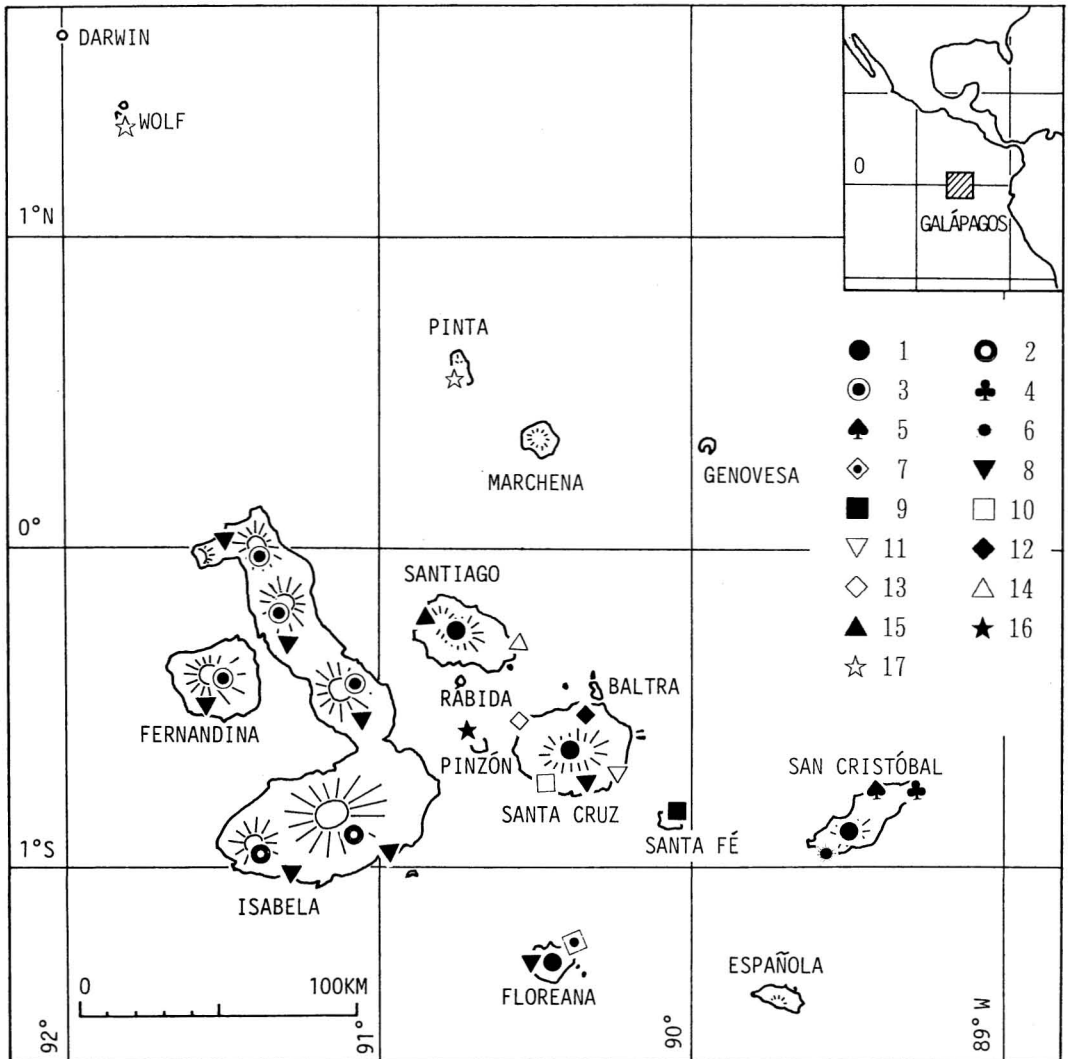 DARWIN
WOLF
0
GALÁPAGOS
1°N
PINTA
MARCHENA
GENOVESA
1 2
3 4
5 6
7 8
9 10
11 12
13 14
15 16
17
0°
SANTIAGO
RÁBIDA
BALTRA
FERNANDINA
PINZÓN
SANTA CRUZ
SAN CRISTÓBAL
SANTA FÉ
1°S
ISABELA
FLOREANA
ESPAÑOLA
0 100KM
92°
91°
90°
89° W